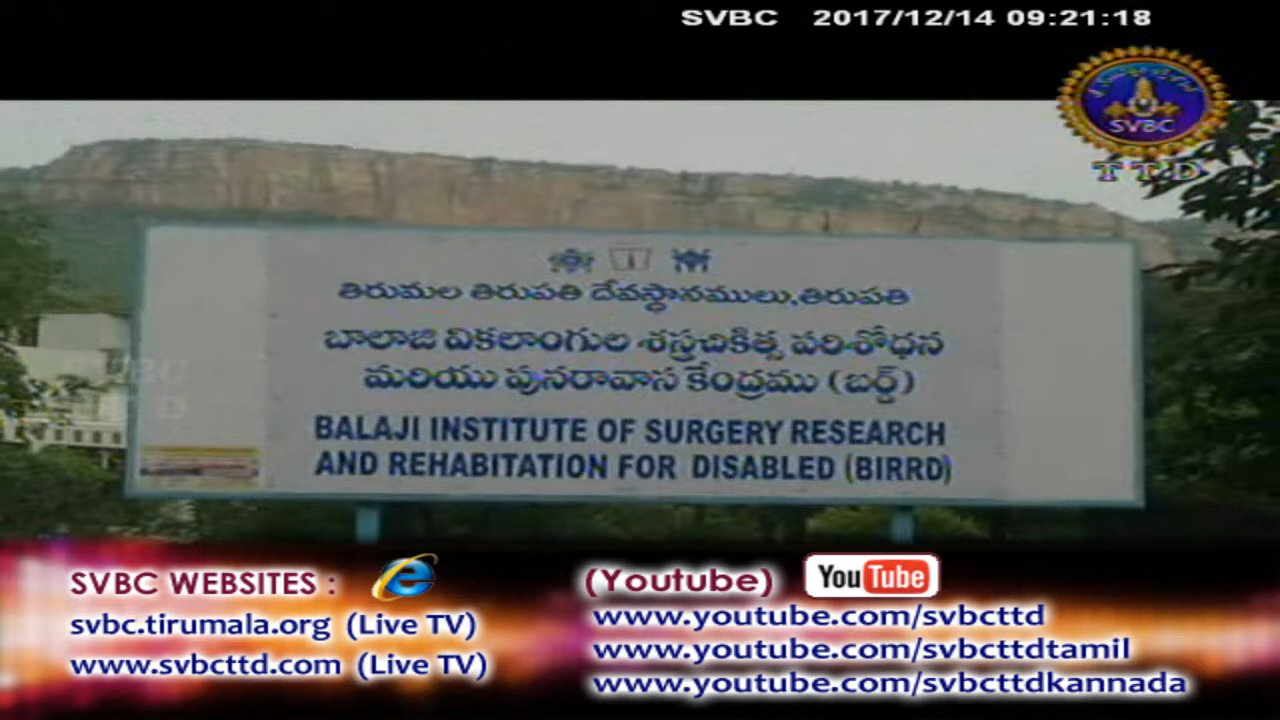 SVBC 2017/12/14 09:21:18
SVBC
TTD
తిరుమల తిరుపతి దేవస్థానములు,తిరుపతి
బాలాజి వికలాంగుల శస్త్రచికిత్స పరిశోధన
మరియు పునరావాస కేంద్రము (బర్డ్)
BALAJI INSTITUTE OF SURGERY RESEARCH
AND REHABITATION FOR DISABLED (BIRRD)
SVBC WEBSITES :
svbc.tirumala.org (Live TV)
www.svbcttd.com (Live TV)
(Youtube) YouTube
www.youtube.com/svbcttd
www.youtube.com/svbcttdtamil
www.youtube.com/svbcttdkannada